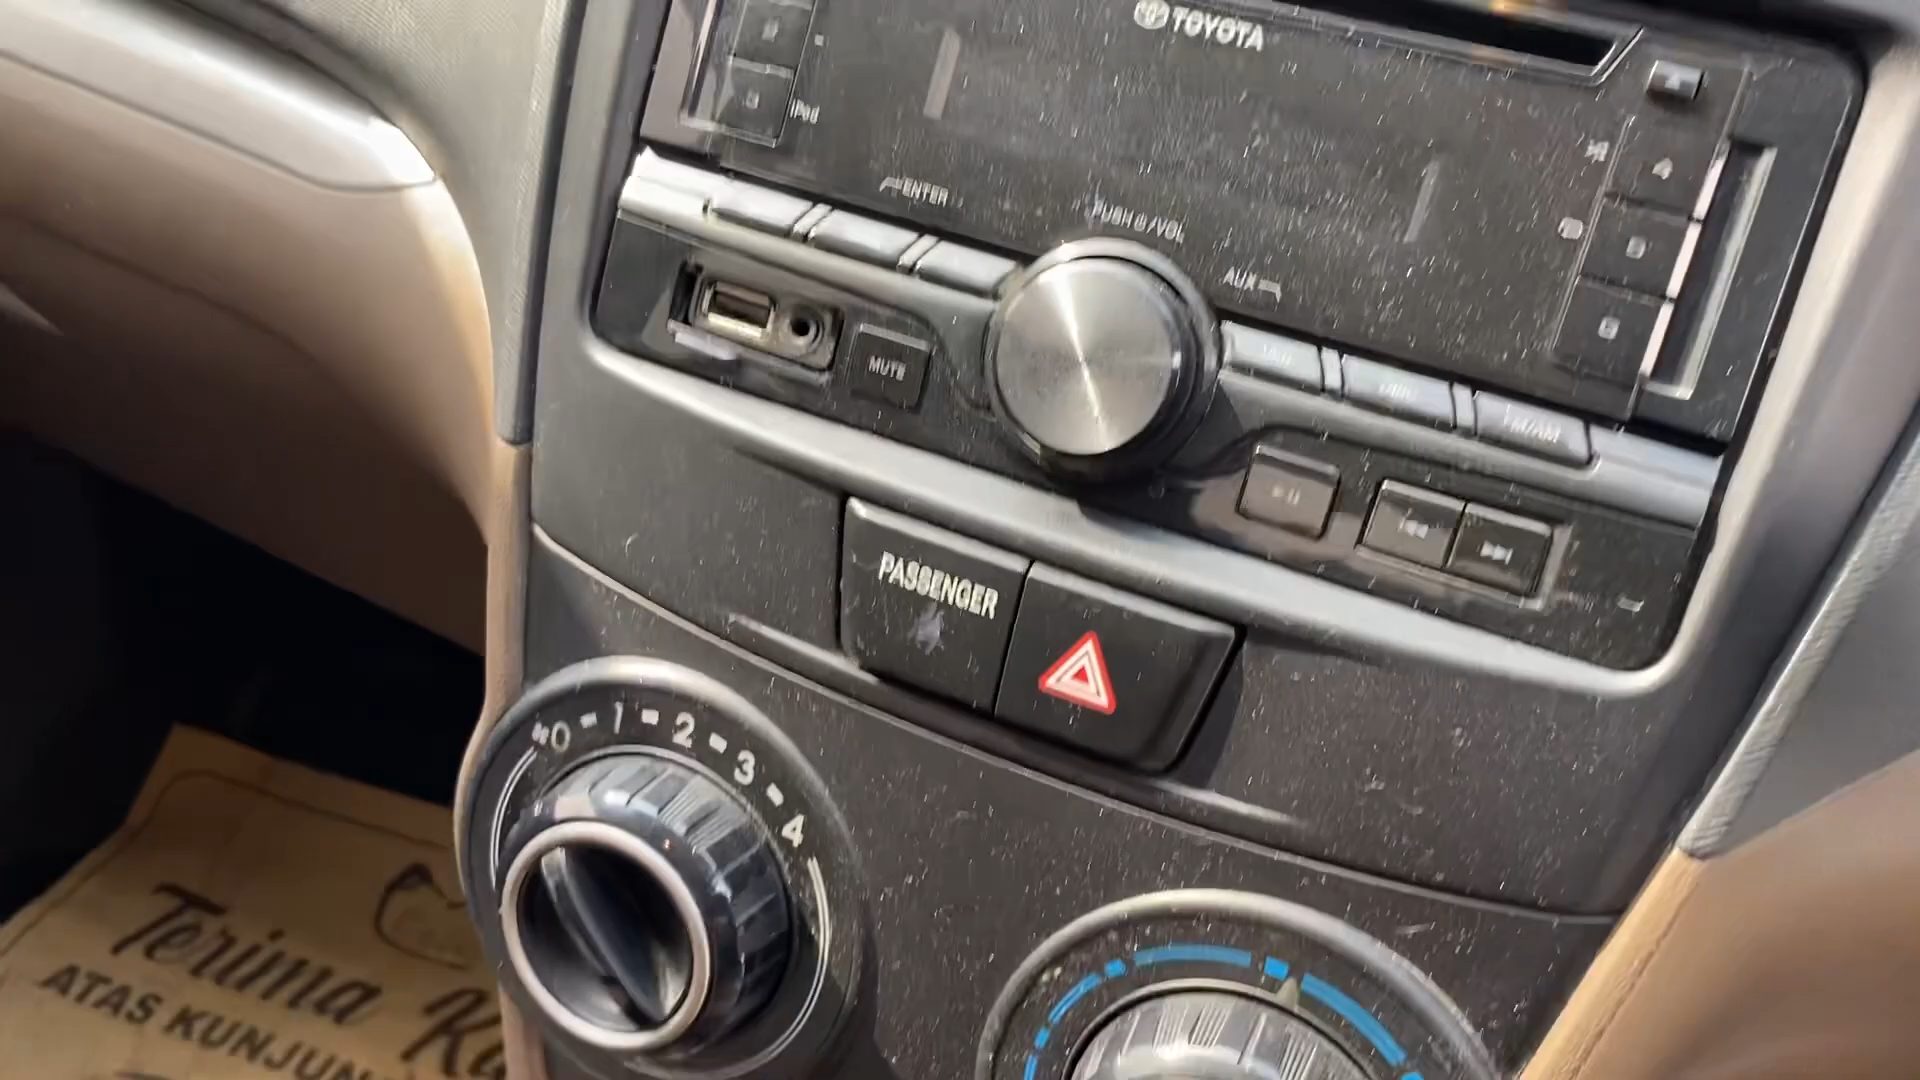 TOYOTA
iPod
ENTER
PUSH /VOL
AUX
MUTE
FM/AM
PASSENGER
0 1 2 3 4
Terima
ATAS KUNJUN